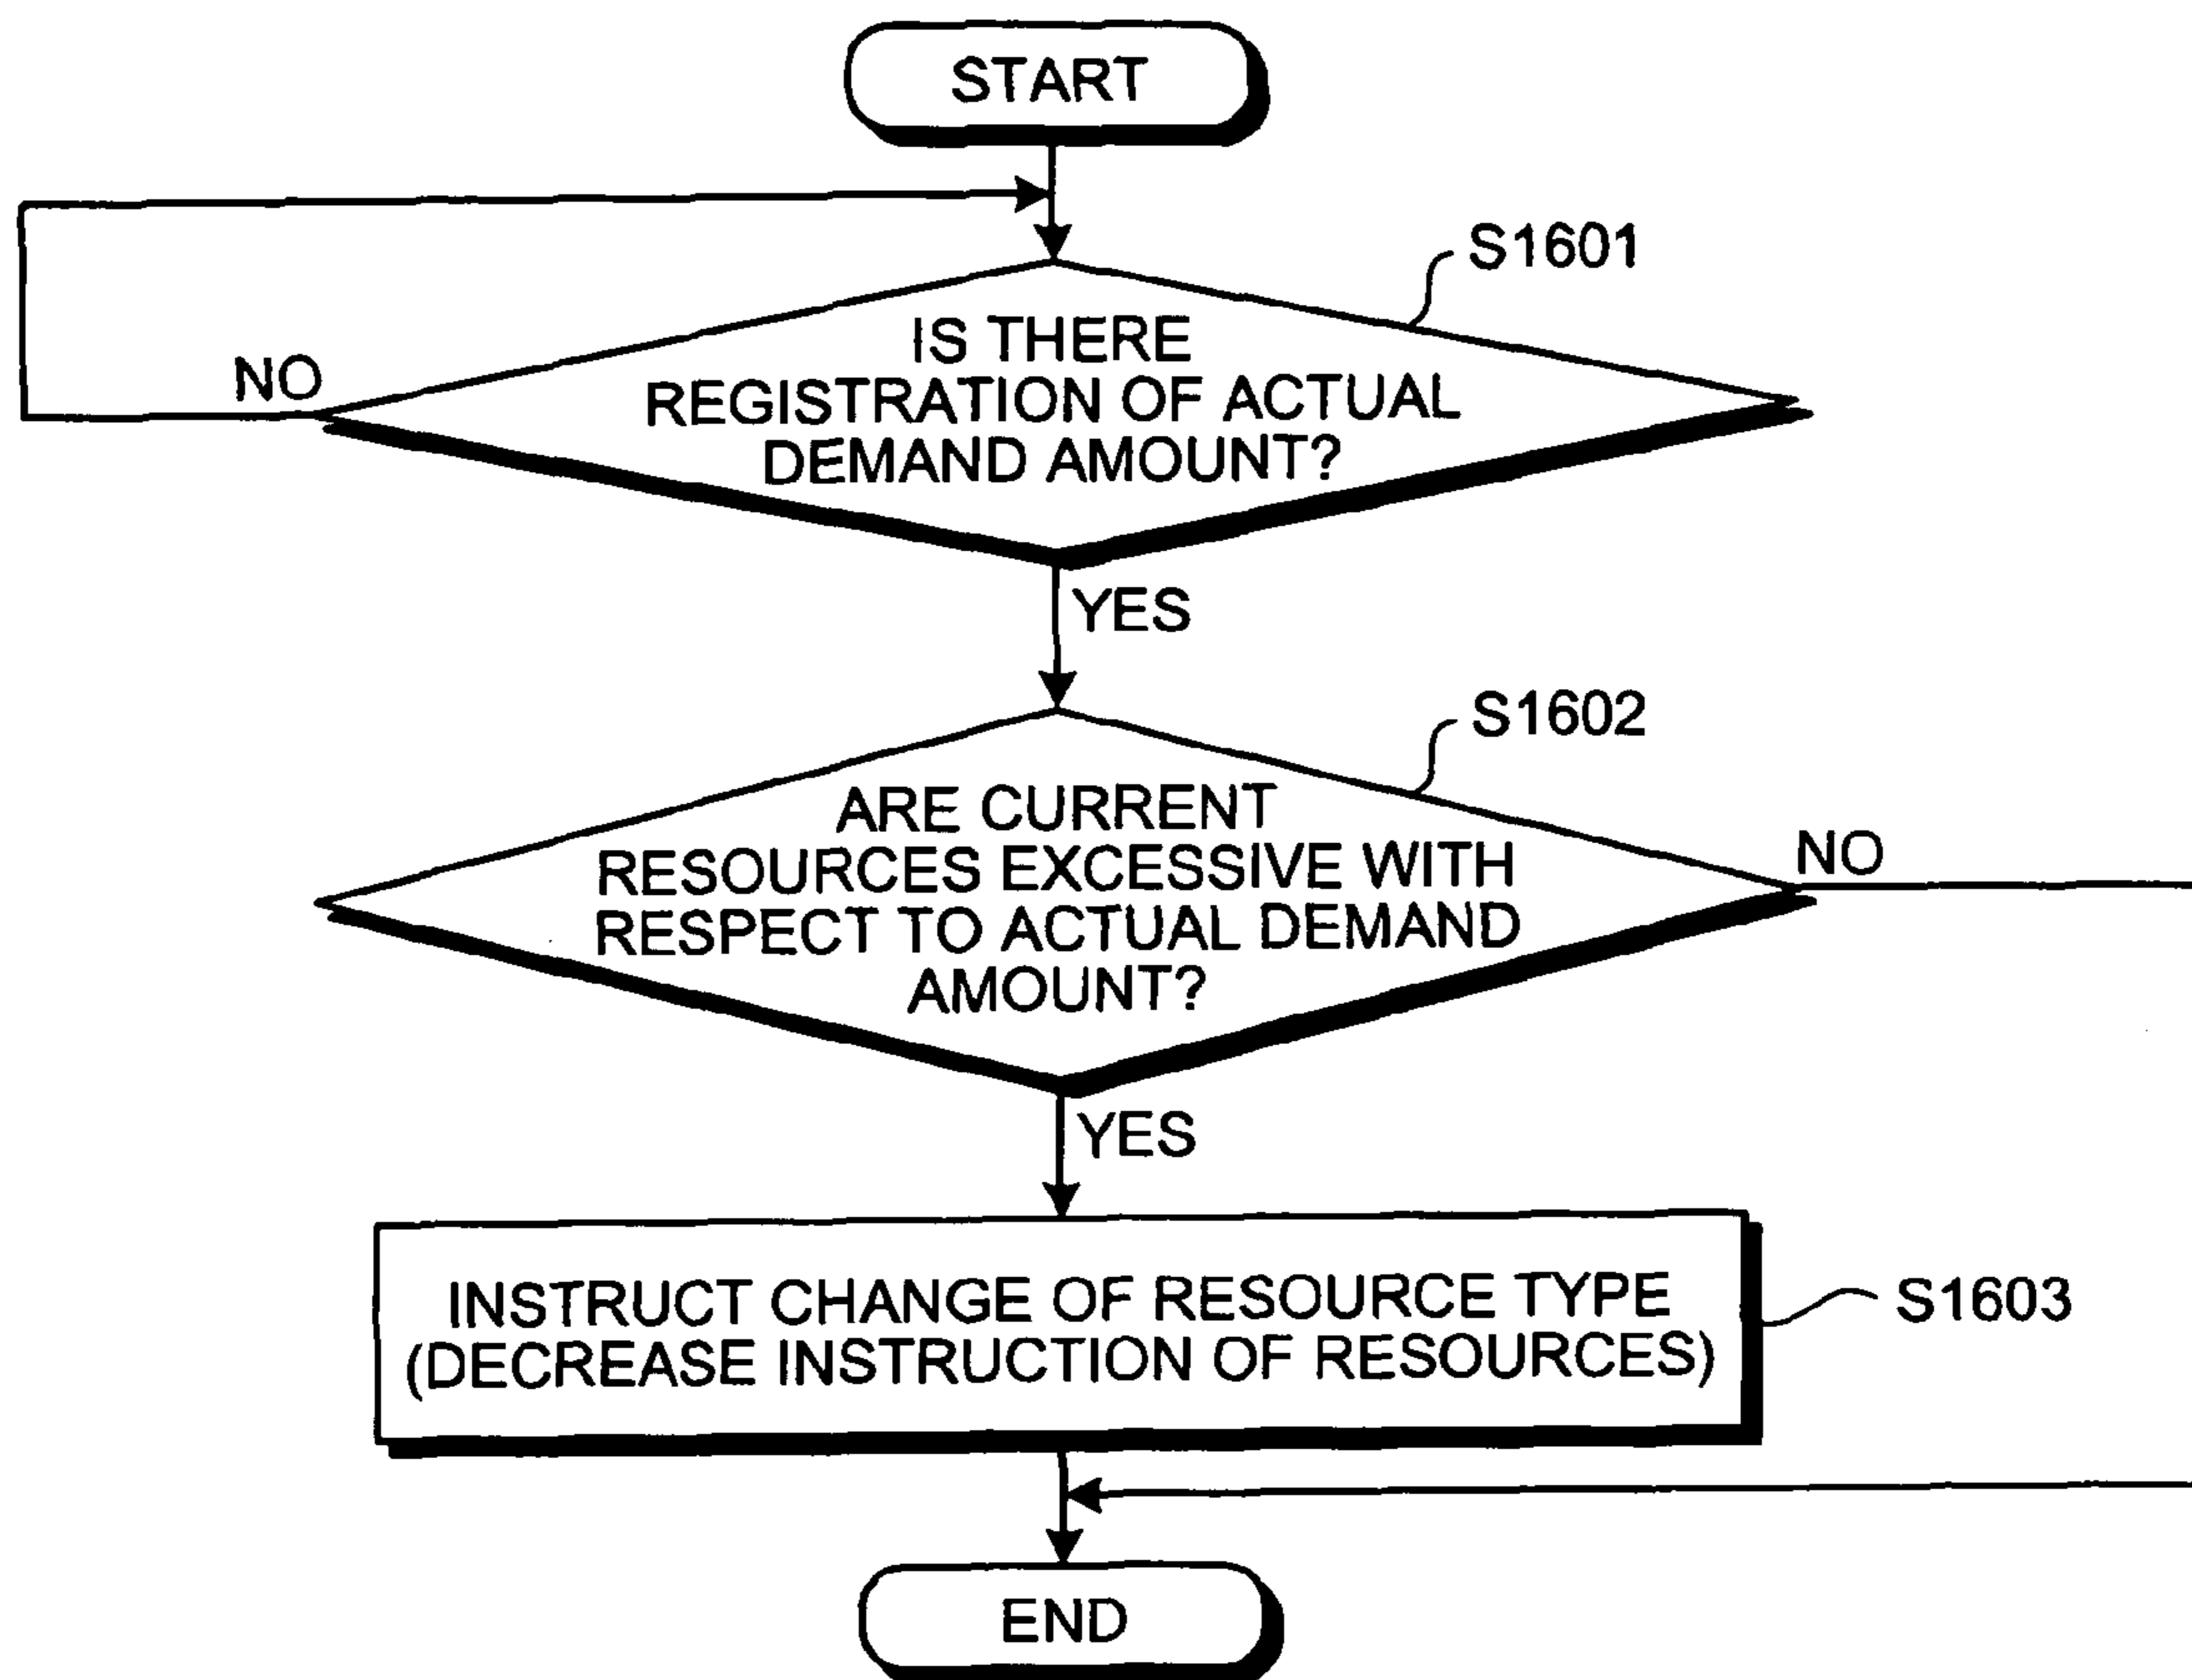 START
S1601
IS THERE
REGISTRATION OF ACTUAL
DEMAND AMOUNT?
NO
YES
S1602
ARE CURRENT
RESOURCES EXCESSIVE WITH
RESPECT TO ACTUAL DEMAND
AMOUNT?
NO
YES
INSTRUCT CHANGE OF RESOURCE TYPE
(DECREASE INSTRUCTION OF RESOURCES)
S1603
END